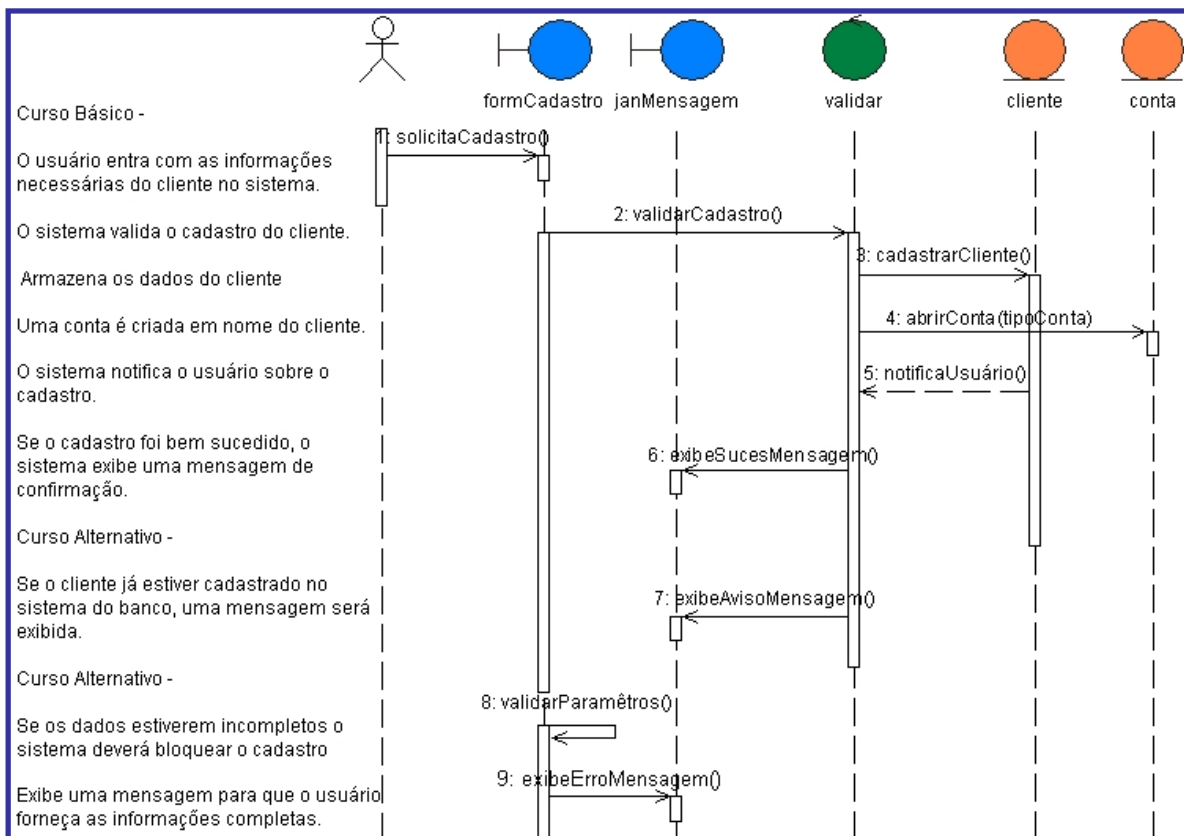 formCadastro janMensagem validar cliente conta
Curso Básico -
1: solicitaCadastro()
O usuário entra com as informações
necessárias do cliente no sistema.
2: validarCadastro()
O sistema valida o cadastro do cliente.
3: cadastrarCliente()
Armazena os dados do cliente
4: abrirConta(tipoConta)
Uma conta é criada em nome do cliente.
O sistema notifica o usuário sobre o
cadastro.
5: notificaUsuário()
Se o cadastro foi bem sucedido, o
sistema exibe uma mensagem de
confirmação.
6: exibeSucesMensagem()
Curso Alternativo -
Se o cliente já estiver cadastrado no
sistema do banco, uma mensagem será
exibida.
7: exibeAvisoMensagem()
Curso Alternativo -
8: validarParamêtros()
Se os dados estiverem incompletos o
sistema deverá bloquear o cadastro
9: exibeErroMensagem()
Exibe uma mensagem para que o usuário
forneça as informações completas.